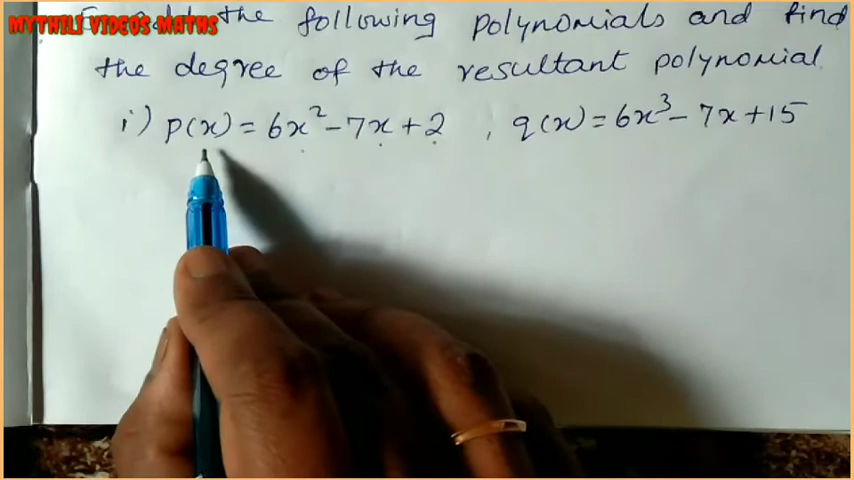 MYTHILI VIDEOS MATHS
the following polynomials and find
the degree of the resultant polynomial.
i) p(x) = 6x² - 7x + 2 , q(x) = 6x³ - 7x + 15